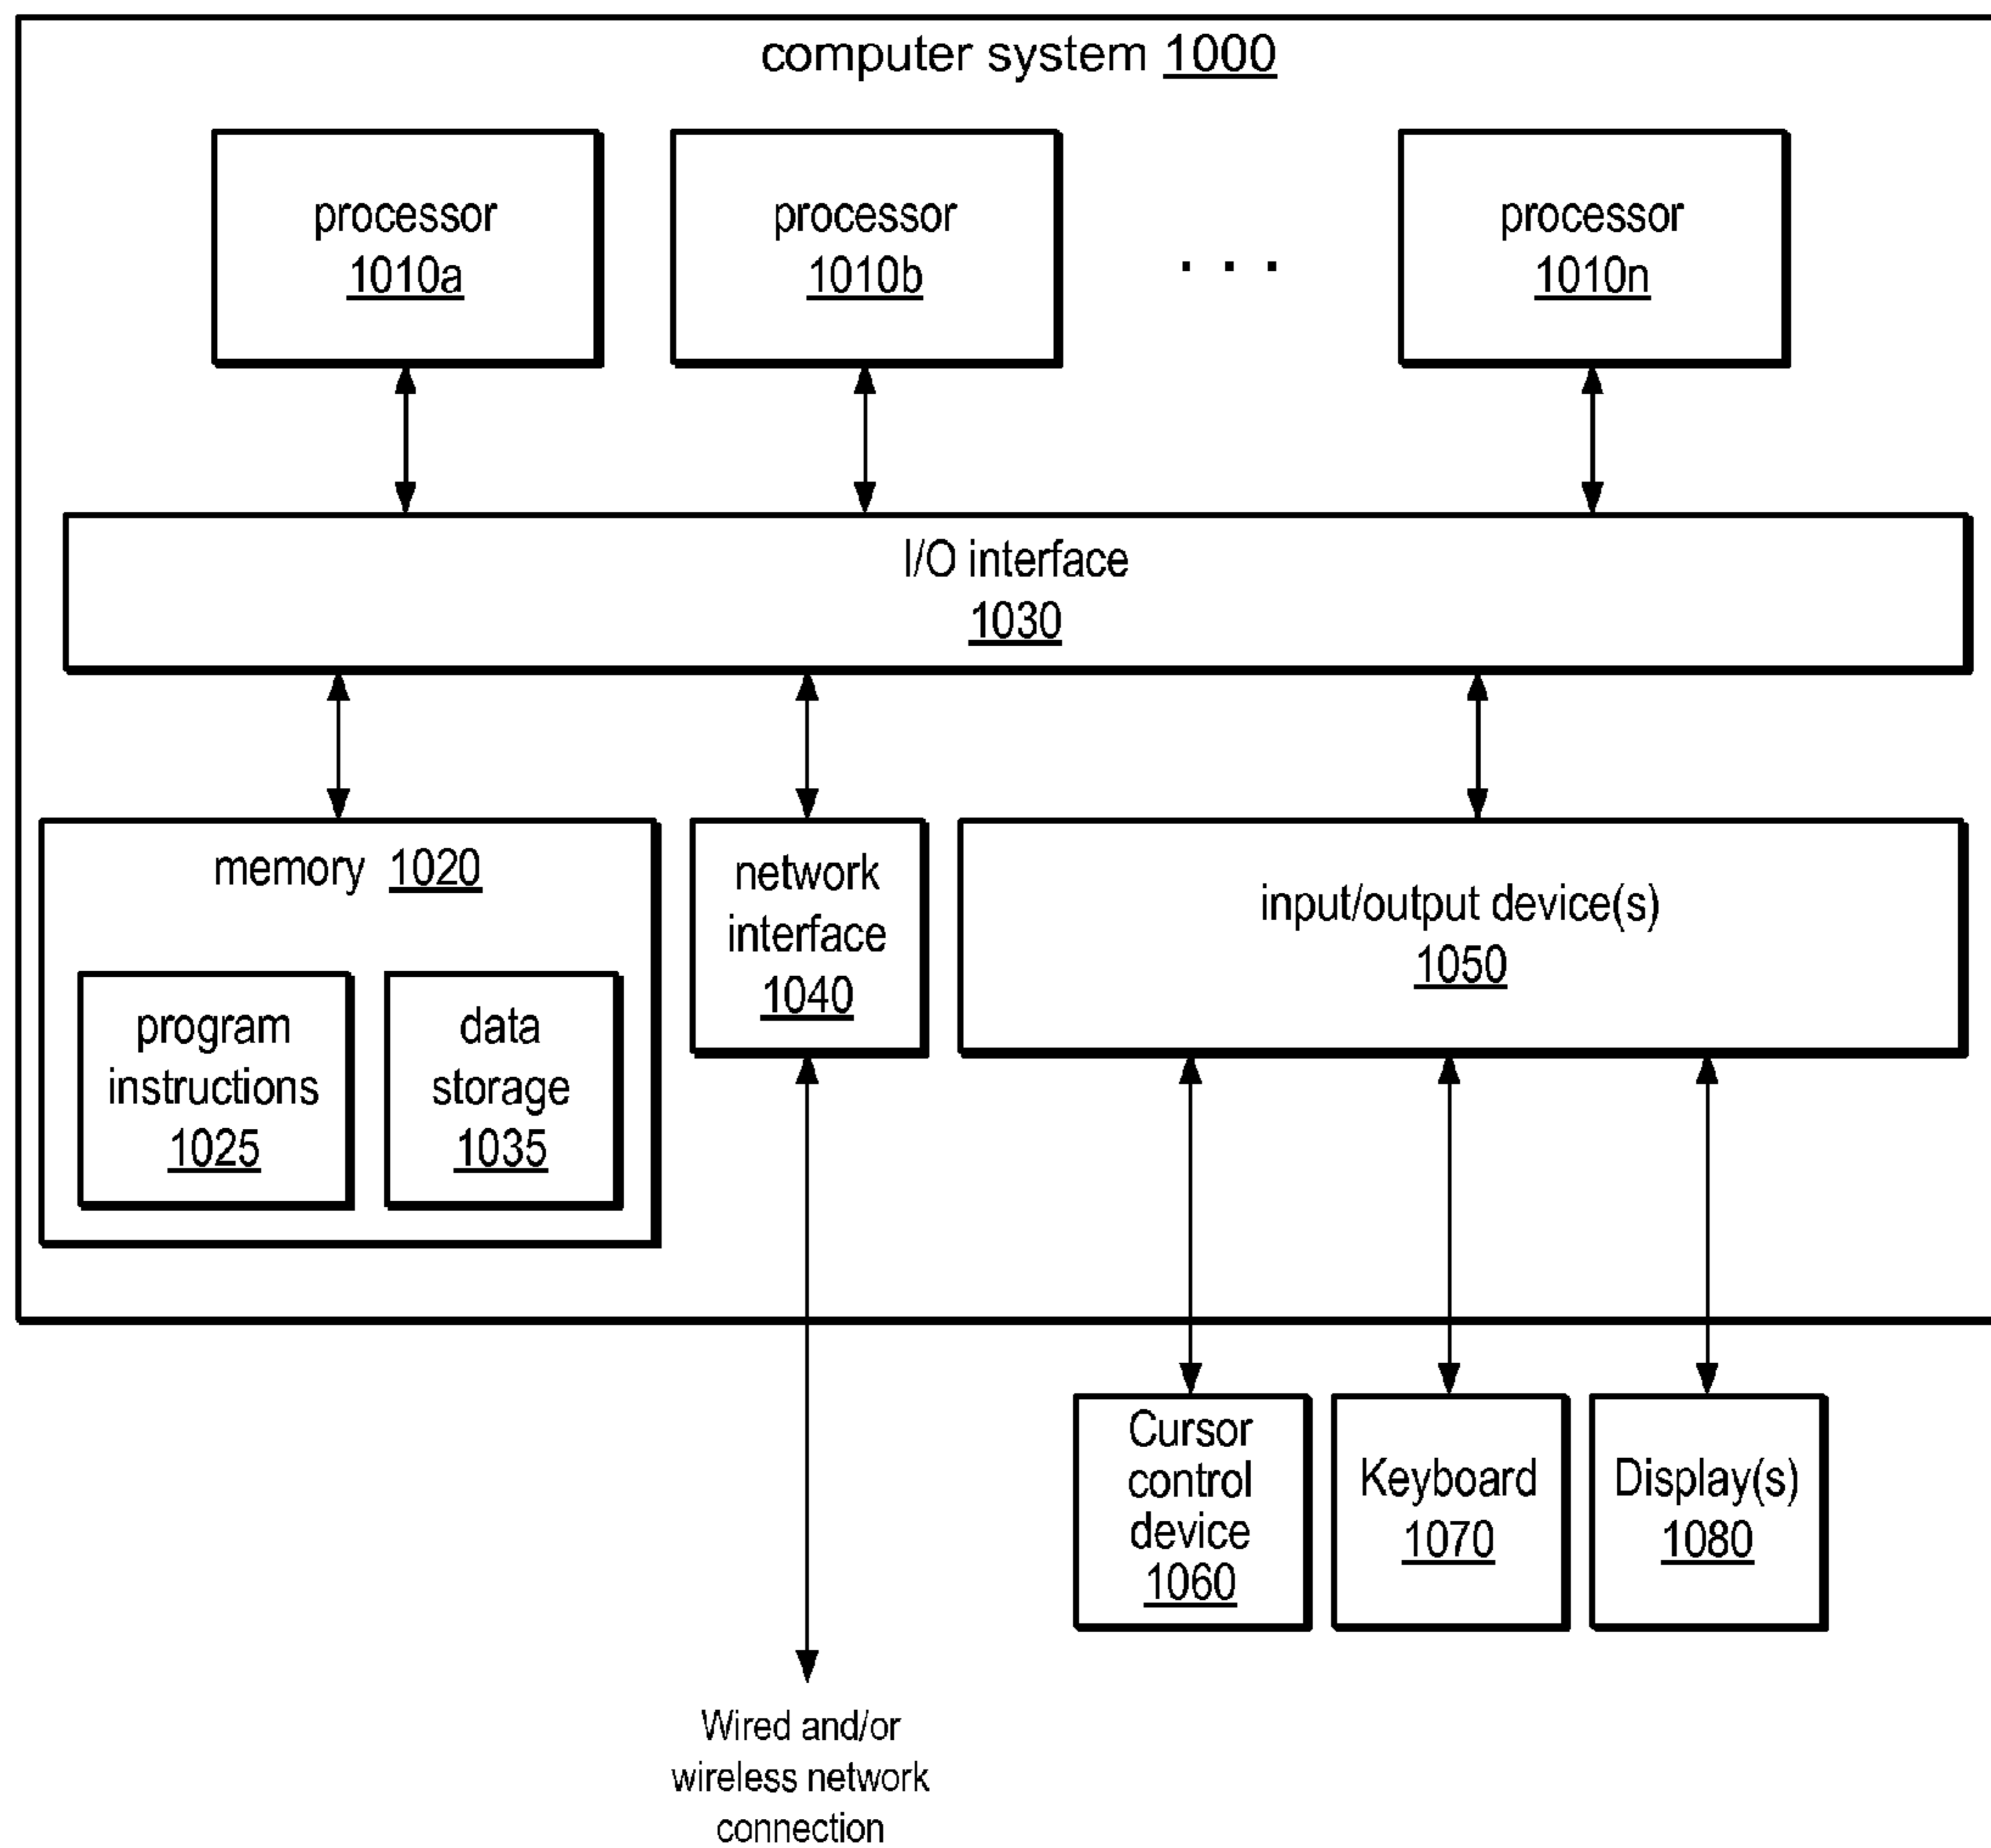 computer system 1000
processor
1010a
processor
1010b
. . .
processor
1010n
I/O interface
1030
memory 1020
program
instructions
1025
data
storage
1035
network
interface
1040
input/output device(s)
1050
Cursor
control
device
1060
Keyboard
1070
Display(s)
1080
Wired and/or
wireless network
connection